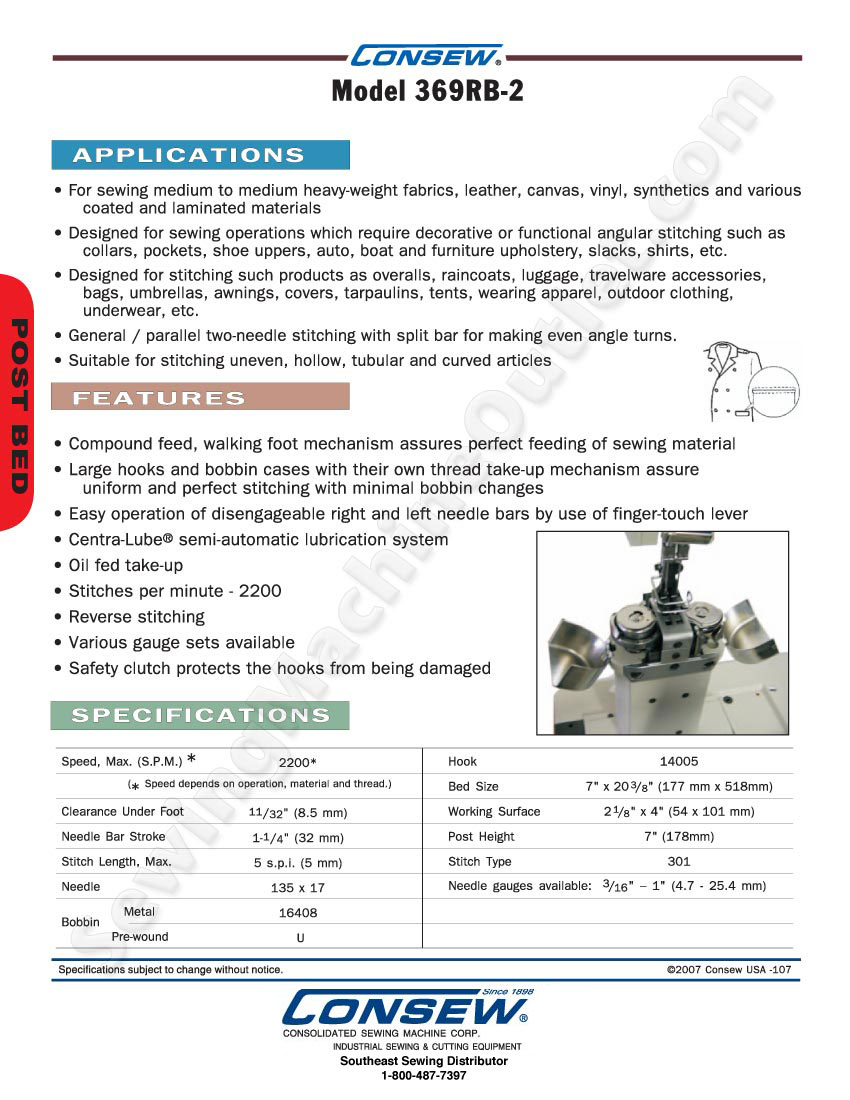 CONSEW®
Model 369RB-2
APPLICATIONS
• For sewing medium to medium heavy-weight fabrics, leather, canvas, vinyl, synthetics and various
coated and laminated materials
• Designed for sewing operations which require decorative or functional angular stitching such as
collars, pockets, shoe uppers, auto, boat and furniture upholstery, slacks, shirts, etc.
• Designed for stitching such products as overalls, raincoats, luggage, travelware accessories,
bags, umbrellas, awnings, covers, tarpaulins, tents, wearing apparel, outdoor clothing,
underwear, etc.
• General / parallel two-needle stitching with split bar for making even angle turns.
• Suitable for stitching uneven, hollow, tubular and curved articles
POST BED
FEATURES
• Compound feed, walking foot mechanism assures perfect feeding of sewing material
• Large hooks and bobbin cases with their own thread take-up mechanism assure
uniform and perfect stitching with minimal bobbin changes
• Easy operation of disengageable right and left needle bars by use of finger-touch lever
• Centra-Lube® semi-automatic lubrication system
• Oil fed take-up
• Stitches per minute - 2200
• Reverse stitching
• Various gauge sets available
• Safety clutch protects the hooks from being damaged
SPECIFICATIONS
Speed, Max. (S.P.M.) * 2200*
(* Speed depends on operation, material and thread.)
Clearance Under Foot 11/32" (8.5 mm)
Needle Bar Stroke 1-1/4" (32 mm)
Stitch Length, Max. 5 s.p.i. (5 mm)
Needle 135 x 17
Bobbin Metal 16408
Pre-wound U
Hook 14005
Bed Size 7" x 20 3/8" (177 mm x 518mm)
Working Surface 2 1/8" x 4" (54 x 101 mm)
Post Height 7" (178mm)
Stitch Type 301
Needle gauges available: 3/16" – 1" (4.7 - 25.4 mm)
Specifications subject to change without notice. ©2007 Consew USA -107
Since 1898
CONSEW®
CONSOLIDATED SEWING MACHINE CORP.
INDUSTRIAL SEWING & CUTTING EQUIPMENT
Southeast Sewing Distributor
1-800-487-7397
SewingMachineOutlet.com